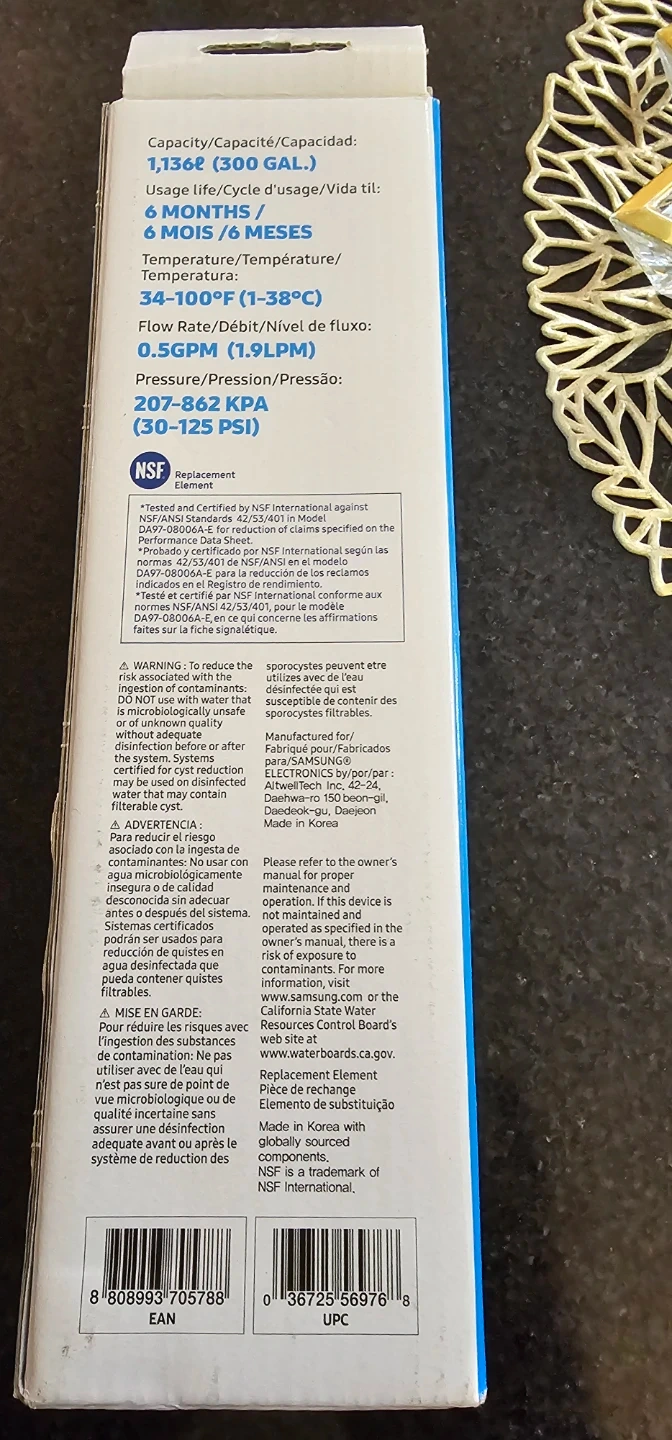 Capacity/Capacité/Capacidad:
1,136ℓ (300 GAL.)
Usage life/Cycle d'usage/Vida til:
6 MONTHS /
6 MOIS /6 MESES
Temperature/Température/
Temperatura:
34-100°F (1-38°C)
Flow Rate/Débit/Nível de fluxo:
0.5GPM (1.9LPM)
Pressure/Pression/Pressão:
207-862 KPA
(30-125 PSI)
NSF
Replacement
Element
*Tested and Certified by NSF International against
NSF/ANSI Standards 42/53/401 in Model
DA97-08006A-E for reduction of claims specified on the
Performance Data Sheet.
*Probado y certificado por NSF International según las
normas 42/53/401 de NSF/ANSI en el modelo
DA97-08006A-E para la reducción de los reclamos
indicados en el Registro de rendimiento.
*Testé et certifié par NSF International conforme aux
normes NSF/ANSI 42/53/401, pour le modèle
DA97-08006A-E, en ce qui concerne les affirmations
faites sur la fiche signalétique.
⚠ WARNING : To reduce the
risk associated with the
ingestion of contaminants:
DO NOT use with water that
is microbiologically unsafe
or of unknown quality
without adequate
disinfection before or after
the system. Systems
certified for cyst reduction
may be used on disinfected
water that may contain
filterable cyst.
⚠ ADVERTENCIA :
Para reducir el riesgo
asociado con la ingesta de
contaminantes: No usar con
agua microbiológicamente
insegura o de calidad
desconocida sin adecuar
antes o después del sistema.
Sistemas certificados
podrán ser usados para
reducción de quistes en
agua desinfectada que
pueda contener quistes
filtrables.
⚠ MISE EN GARDE:
Pour réduire les risques avec
l'ingestion des substances
de contamination: Ne pas
utiliser avec de l'eau qui
n'est pas sure de point de
vue microbiologique ou de
qualité incertaine sans
assurer une désinfection
adequate avant ou après le
système de reduction des
sporocystes peuvent etre
utilizes avec de l'eau
désinfectée qui est
susceptible de contenir des
sporocystes filtrables.
Manufactured for/
Fabriqué pour/Fabricados
para/SAMSUNG®
ELECTRONICS by/por/par :
AltwellTech Inc. 42-24,
Daehwa-ro 150 beon-gil,
Daedeok-gu, Daejeon
Made in Korea
Please refer to the owner's
manual for proper
maintenance and
operation. If this device is
not maintained and
operated as specified in the
owner's manual, there is a
risk of exposure to
contaminants. For more
information, visit
www.samsung.com or the
California State Water
Resources Control Board's
web site at
www.waterboards.ca.gov.
Replacement Element
Pièce de rechange
Elemento de substituição
Made in Korea with
globally sourced
components.
NSF is a trademark of
NSF International.
8 808993 705788
EAN
0 36725 56976 8
UPC